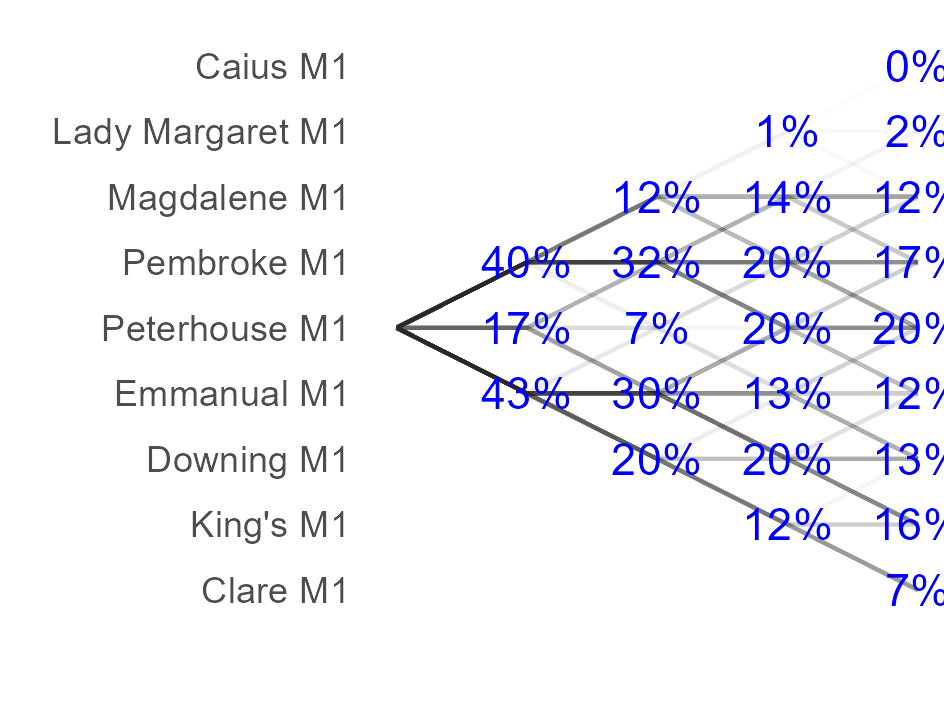 Caius M1 0%
Lady Margaret M1 1% 2%
Magdalene M1 12% 14% 12%
Pembroke M1 40% 32% 20% 17%
Peterhouse M1 17% 7% 20% 20%
Emmanual M1 43% 30% 13% 12%
Downing M1 20% 20% 13%
King's M1 12% 16%
Clare M1 7%